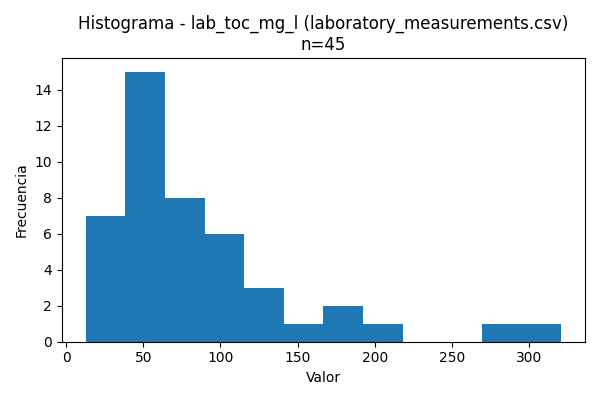 Histograma - lab_toc_mg_l (laboratory_measurements.csv)
n=45
Frecuencia
14
12
10
8
6
4
2
0
0 50 100 150 200 250 300
Valor